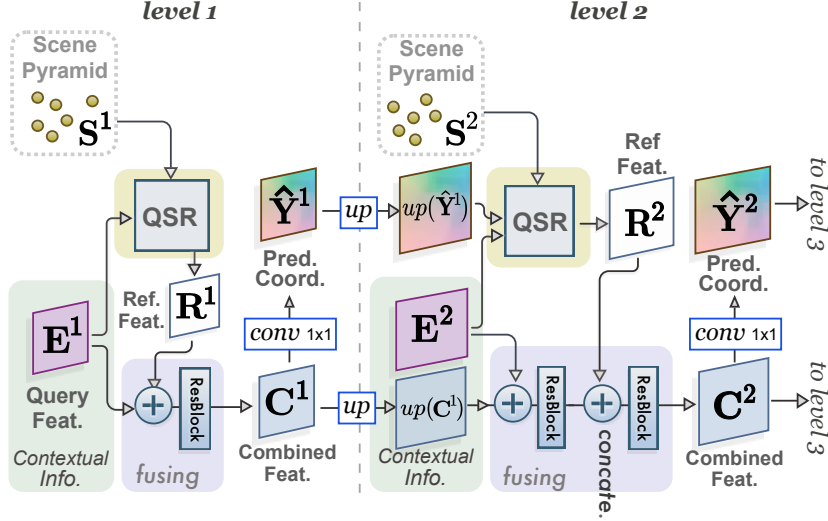 level 1
Scene
Pyramid
S¹
QSR
Ŷ¹
Pred.
Coord.
up
E¹
Query
Feat.
Contextual
Info.
Ref.
Feat.
R¹
+
ResBlock
fusing
conv 1x1
C¹
Combined
Feat.
up
level 2
Scene
Pyramid
S²
up(Ŷ¹)
QSR
Ref
Feat.
R²
Ŷ²
Pred.
Coord.
to level 3
E²
up(C¹)
Contextual
Info.
+
ResBlock
+
concate.
ResBlock
fusing
conv 1x1
C²
Combined
Feat.
to level 3